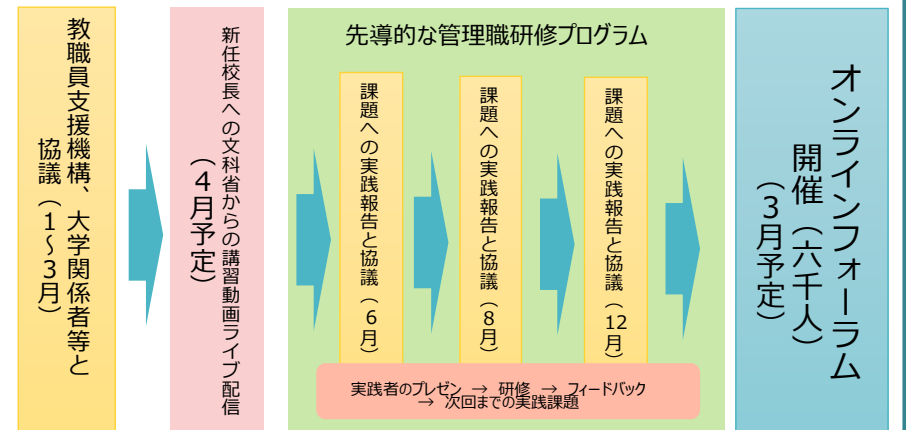 教職員支援機構、大学関係者等と
協議（１～３月）
新任校長への文科省からの講習動画ライブ配信
（４月予定）
先導的な管理職研修プログラム
課題への実践報告と協議（6月）
課題への実践報告と協議（8月）
課題への実践報告と協議（12月）
実践者のプレゼン → 研修 → フィードバック
→ 次回までの実践課題
オンラインフォーラム
開催（六千人）
（３月予定）